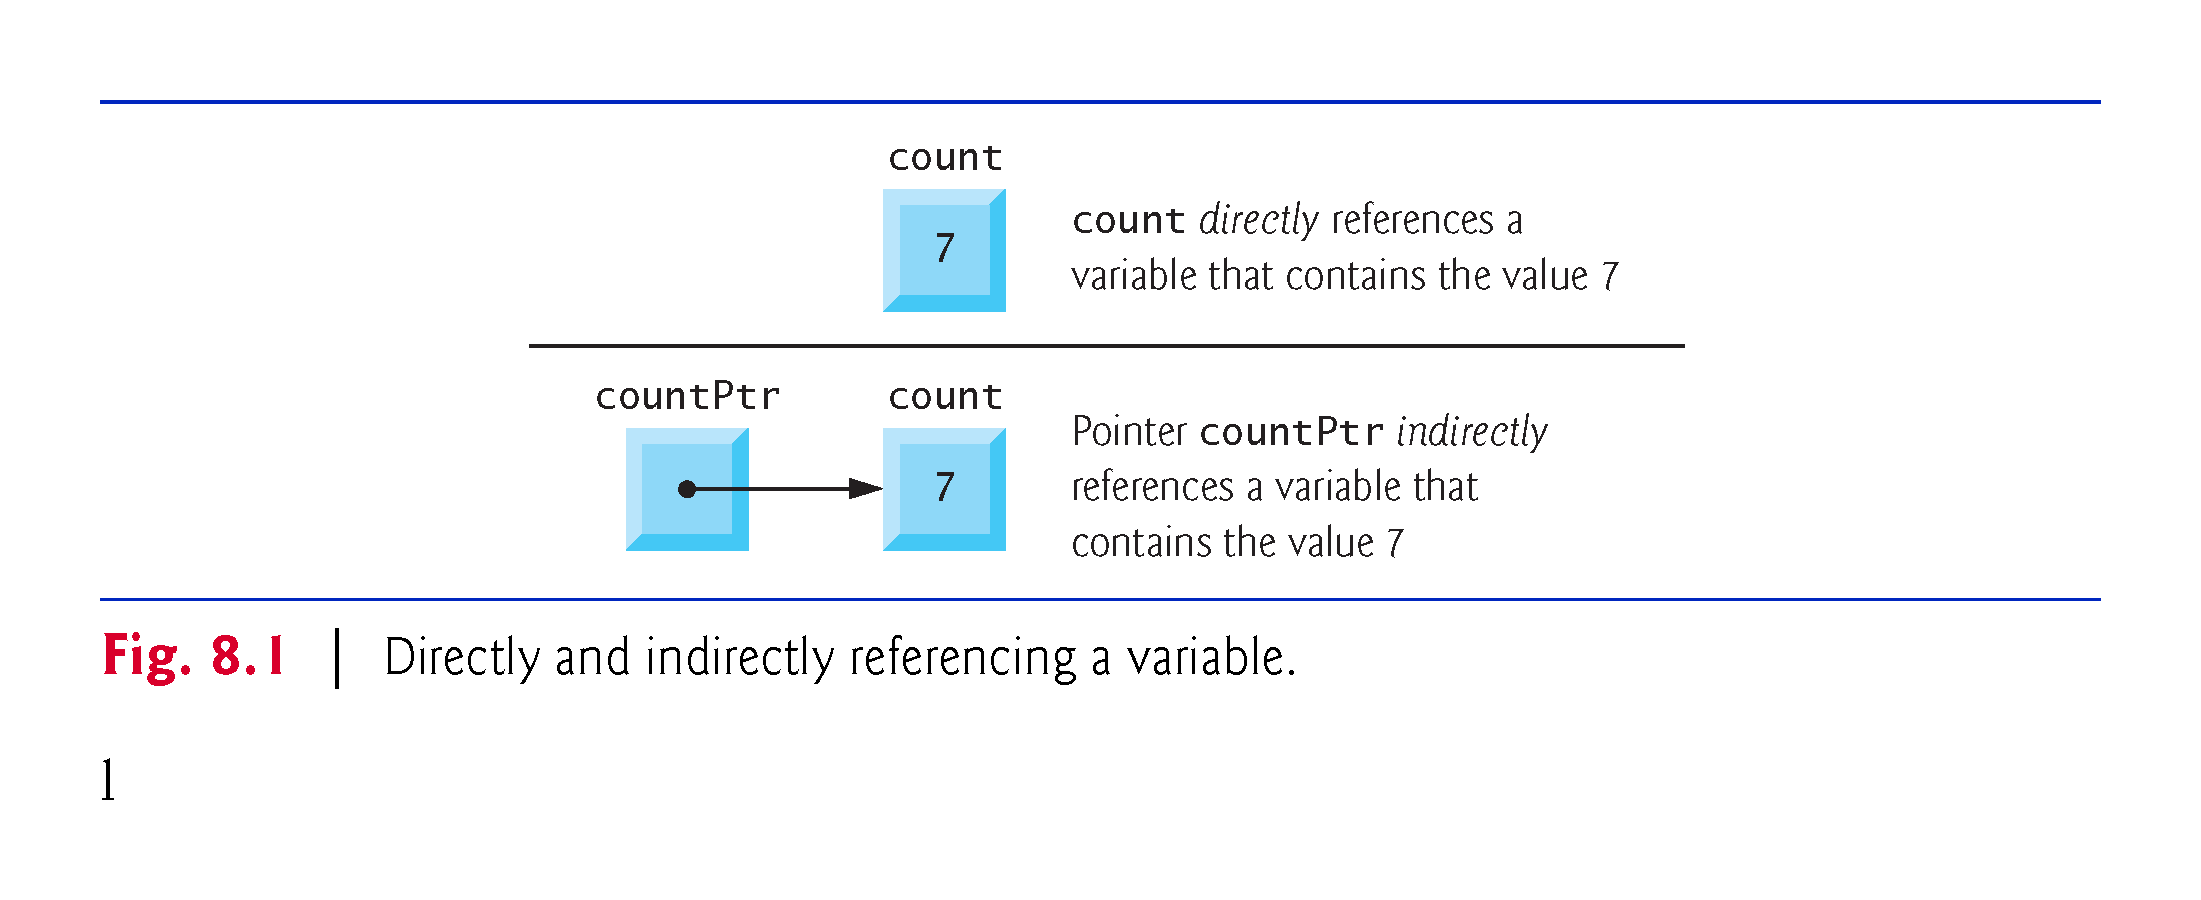 count
7
count directly references a
variable that contains the value 7
countPtr count
7
Pointer countPtr indirectly
references a variable that
contains the value 7
Fig. 8.1 | Directly and indirectly referencing a variable.
1